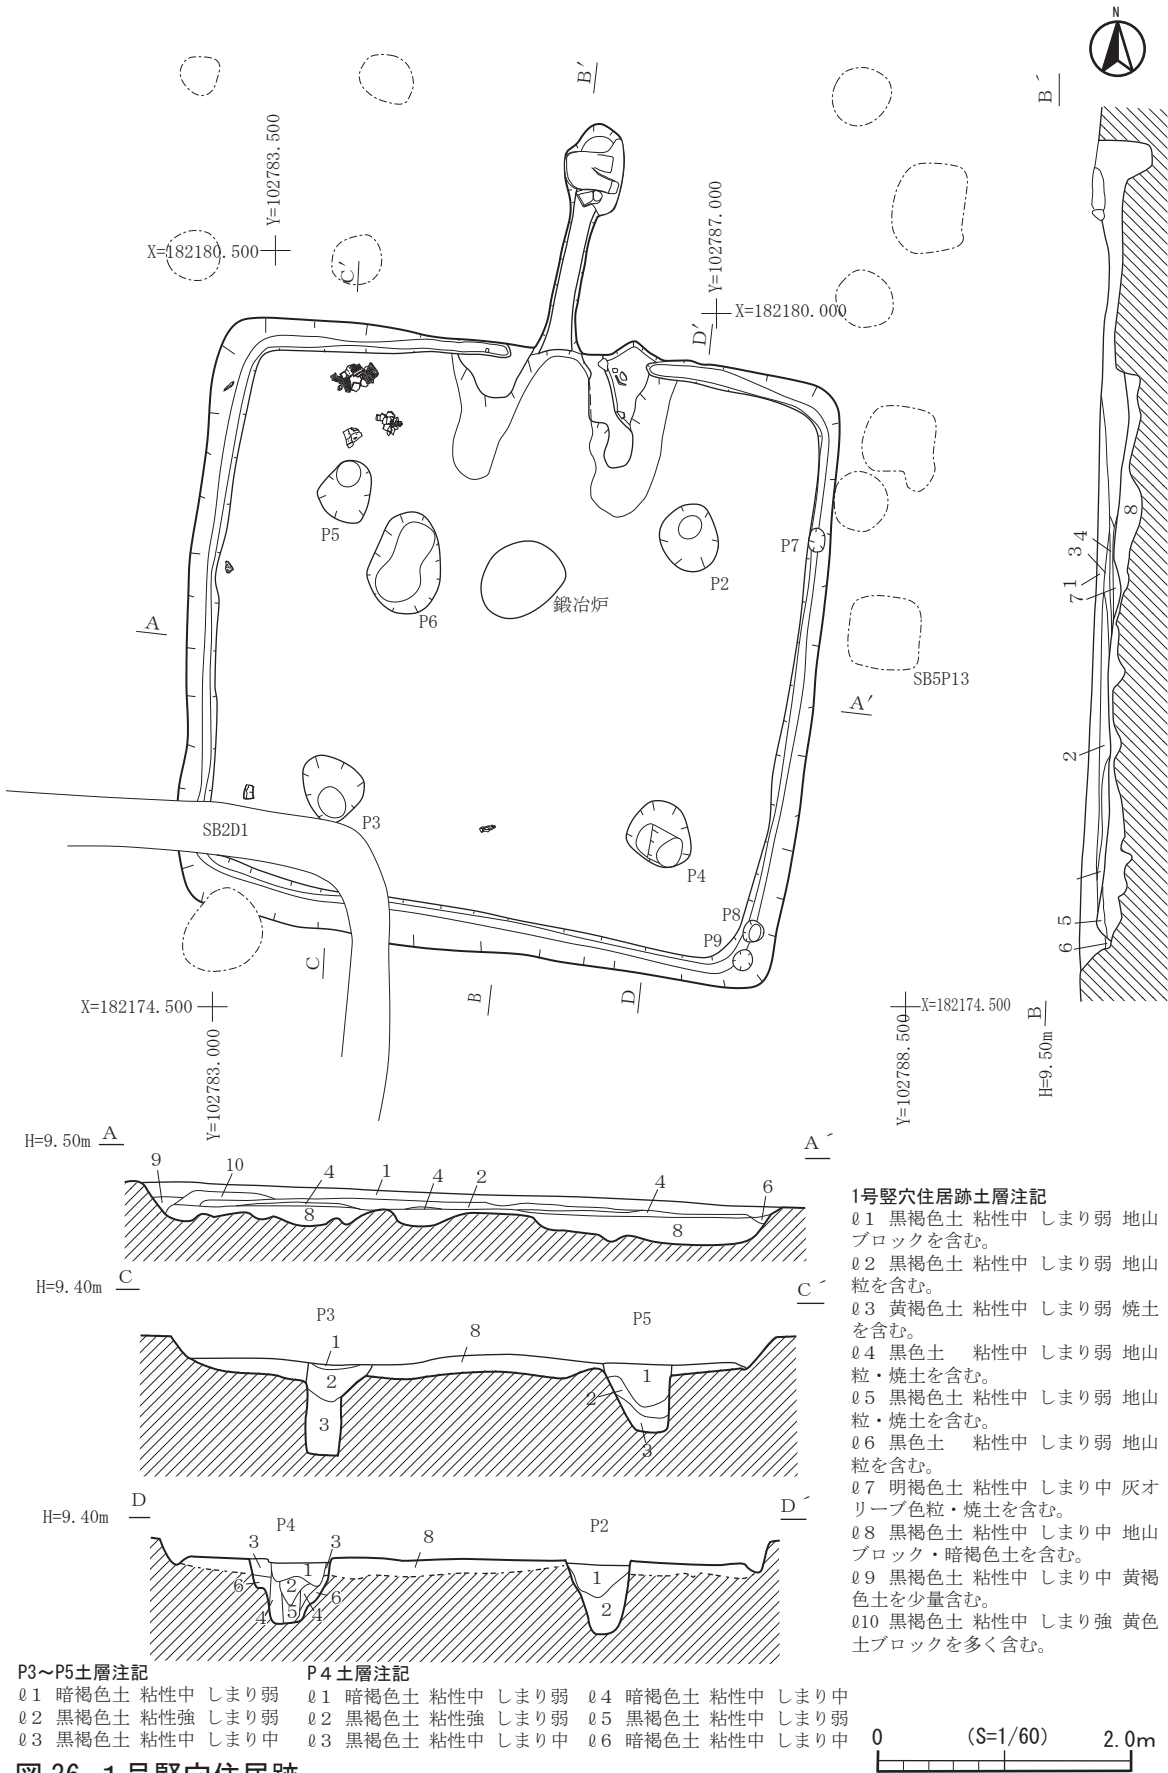 N
B′
B′
Y=102783.500
Y=102787.000
X=182180.500
C′
X=182180.000
D′
P5
P7
P2
鍛冶炉
P6
A
SB5P13
A′
8
4
3
1
7
2
5
6
SB2D1
P3
P4
P8
P9
C
B
D
X=182174.500
X=182174.500
B
Y=102783.000
Y=102788.500
H=9.50m
H=9.50m A
A′
9 10 4 1 4 2 4 6
8 8
H=9.40m C
C′
P3 P5
1 8
2 1
2
3
3
H=9.40m D
D′
P4 P2
3 3 8
1 1
6 2 6
4 5 4 2
1号竪穴住居跡土層注記
ℓ1 黒褐色土 粘性中 しまり弱 地山
ブロックを含む。
ℓ2 黒褐色土 粘性中 しまり弱 地山
粒を含む。
ℓ3 黄褐色土 粘性中 しまり弱 焼土
を含む。
ℓ4 黒色土 粘性中 しまり弱 地山
粒・焼土を含む。
ℓ5 黒褐色土 粘性中 しまり弱 地山
粒・焼土を含む。
ℓ6 黒色土 粘性中 しまり弱 地山
粒を含む。
ℓ7 明褐色土 粘性中 しまり中 灰オ
リーブ色粒・焼土を含む。
ℓ8 黒褐色土 粘性中 しまり中 地山
ブロック・暗褐色土を含む。
ℓ9 黒褐色土 粘性中 しまり中 黄褐
色土を少量含む。
ℓ10 黒褐色土 粘性中 しまり強 黄色
土ブロックを多く含む。
P3～P5土層注記
ℓ1 暗褐色土 粘性中 しまり弱
ℓ2 黒褐色土 粘性強 しまり弱
ℓ3 黒褐色土 粘性中 しまり中
P4土層注記
ℓ1 暗褐色土 粘性中 しまり弱 ℓ4 暗褐色土 粘性中 しまり中
ℓ2 黒褐色土 粘性強 しまり弱 ℓ5 黒褐色土 粘性中 しまり弱
ℓ3 黒褐色土 粘性中 しまり中 ℓ6 暗褐色土 粘性中 しまり中
0 (S=1/60) 2.0m
図 36 1号竪穴住居跡